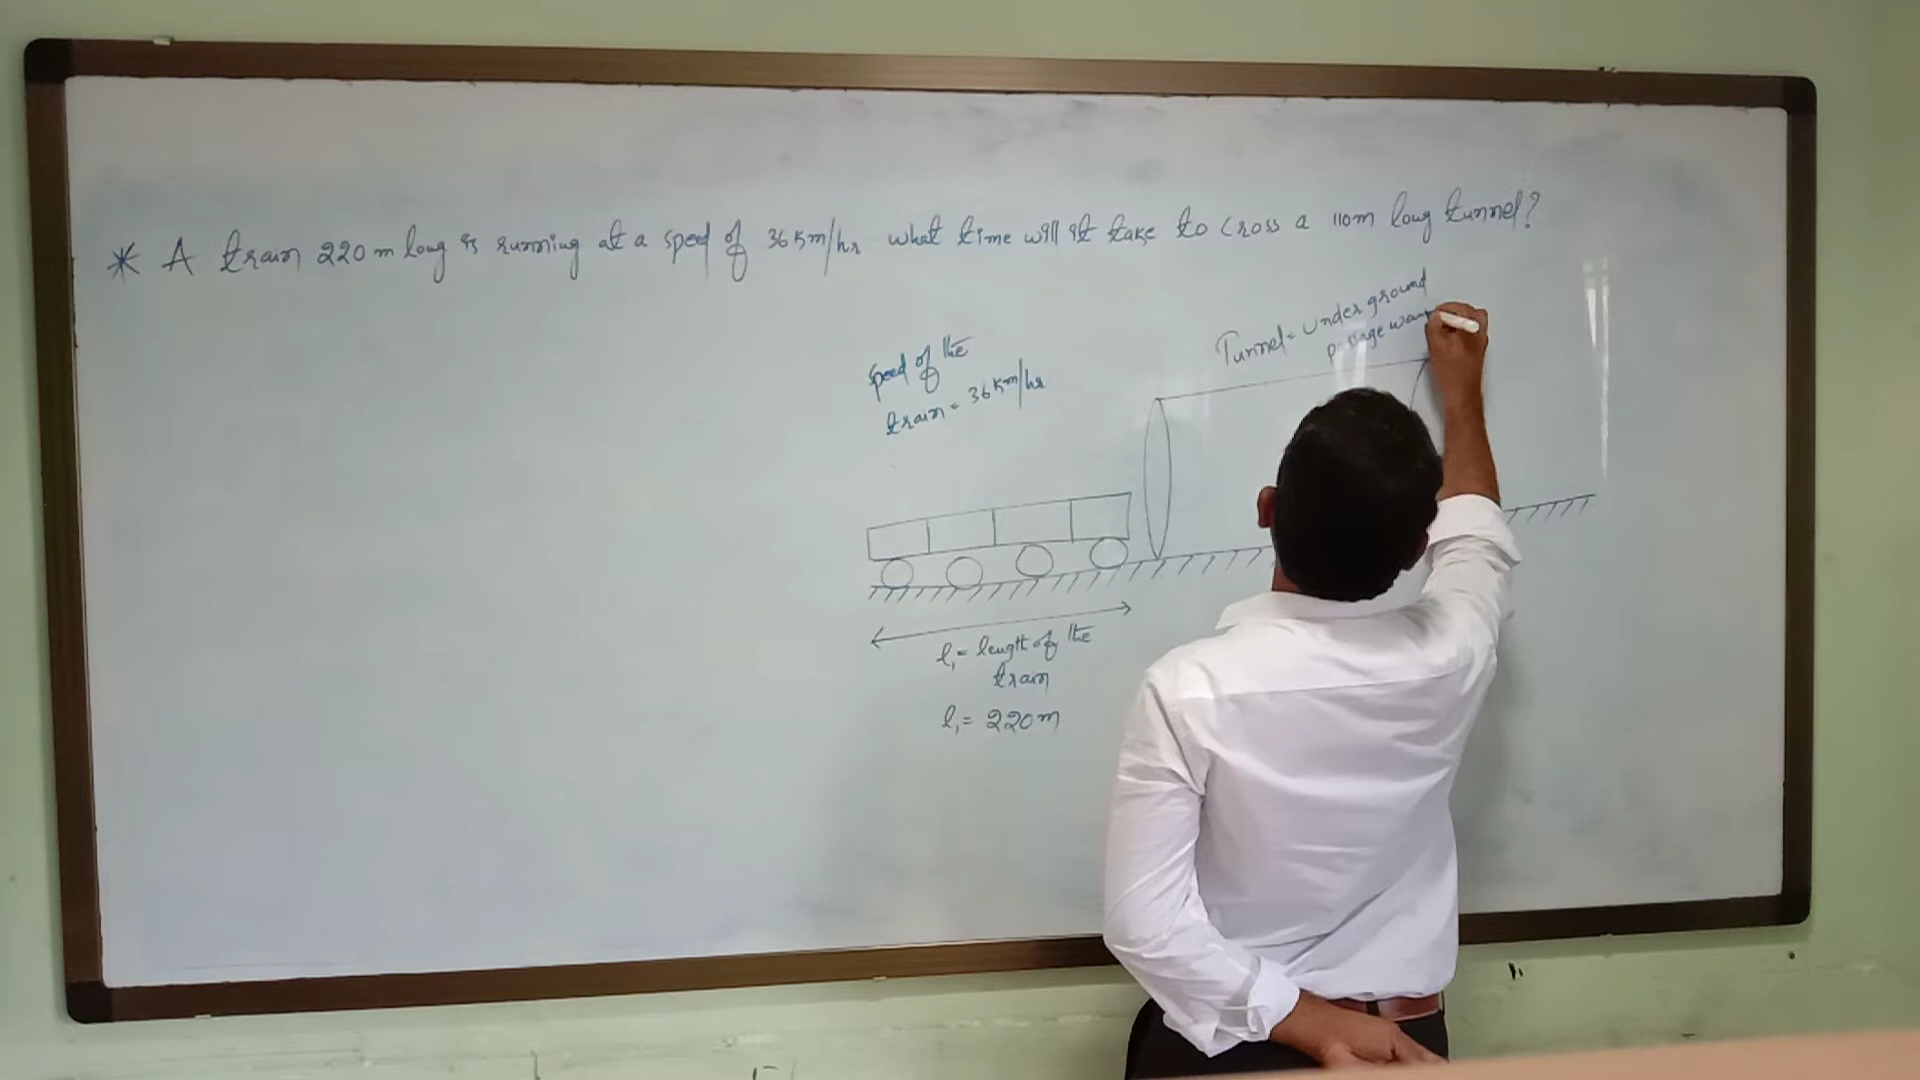 * A train 220 m long is running at a speed of 36 Km/hr what time will it take to cross a 110m long tunnel?
Speed of the
train = 36 Km/hr
Tunnel = Under ground
l₁ = length of the
train
l₁ = 220 m